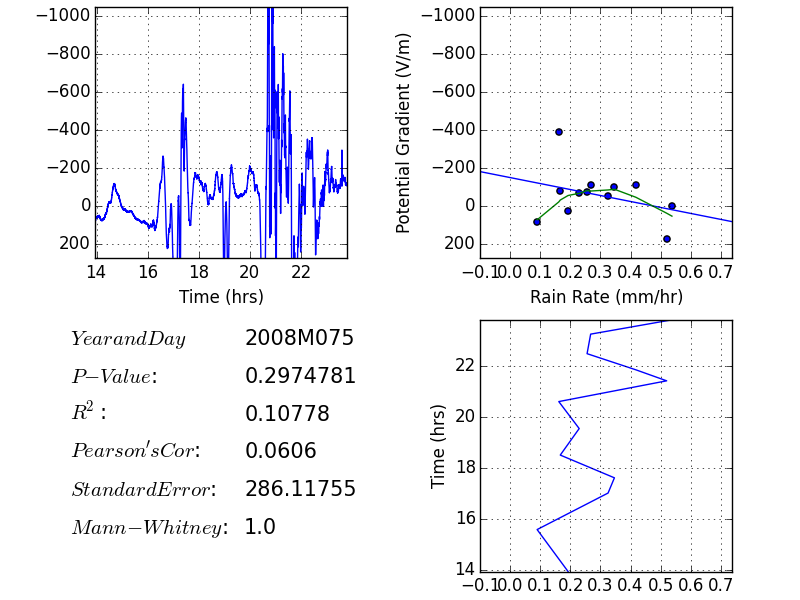 −1000
−800
−600
−400
−200
0
200
14 16 18 20 22
Time (hrs)
Potential Gradient (V/m)
−1000
−800
−600
−400
−200
0
200
−0.1 0.0 0.1 0.2 0.3 0.4 0.5 0.6 0.7
Rain Rate (mm/hr)
YearandDay 2008M075
P−Value: 0.2974781
R²: 0.10778
Pearson'sCor: 0.0606
StandardError: 286.11755
Mann−Whitney: 1.0
Time (hrs)
22
20
18
16
14
−0.1 0.0 0.1 0.2 0.3 0.4 0.5 0.6 0.7